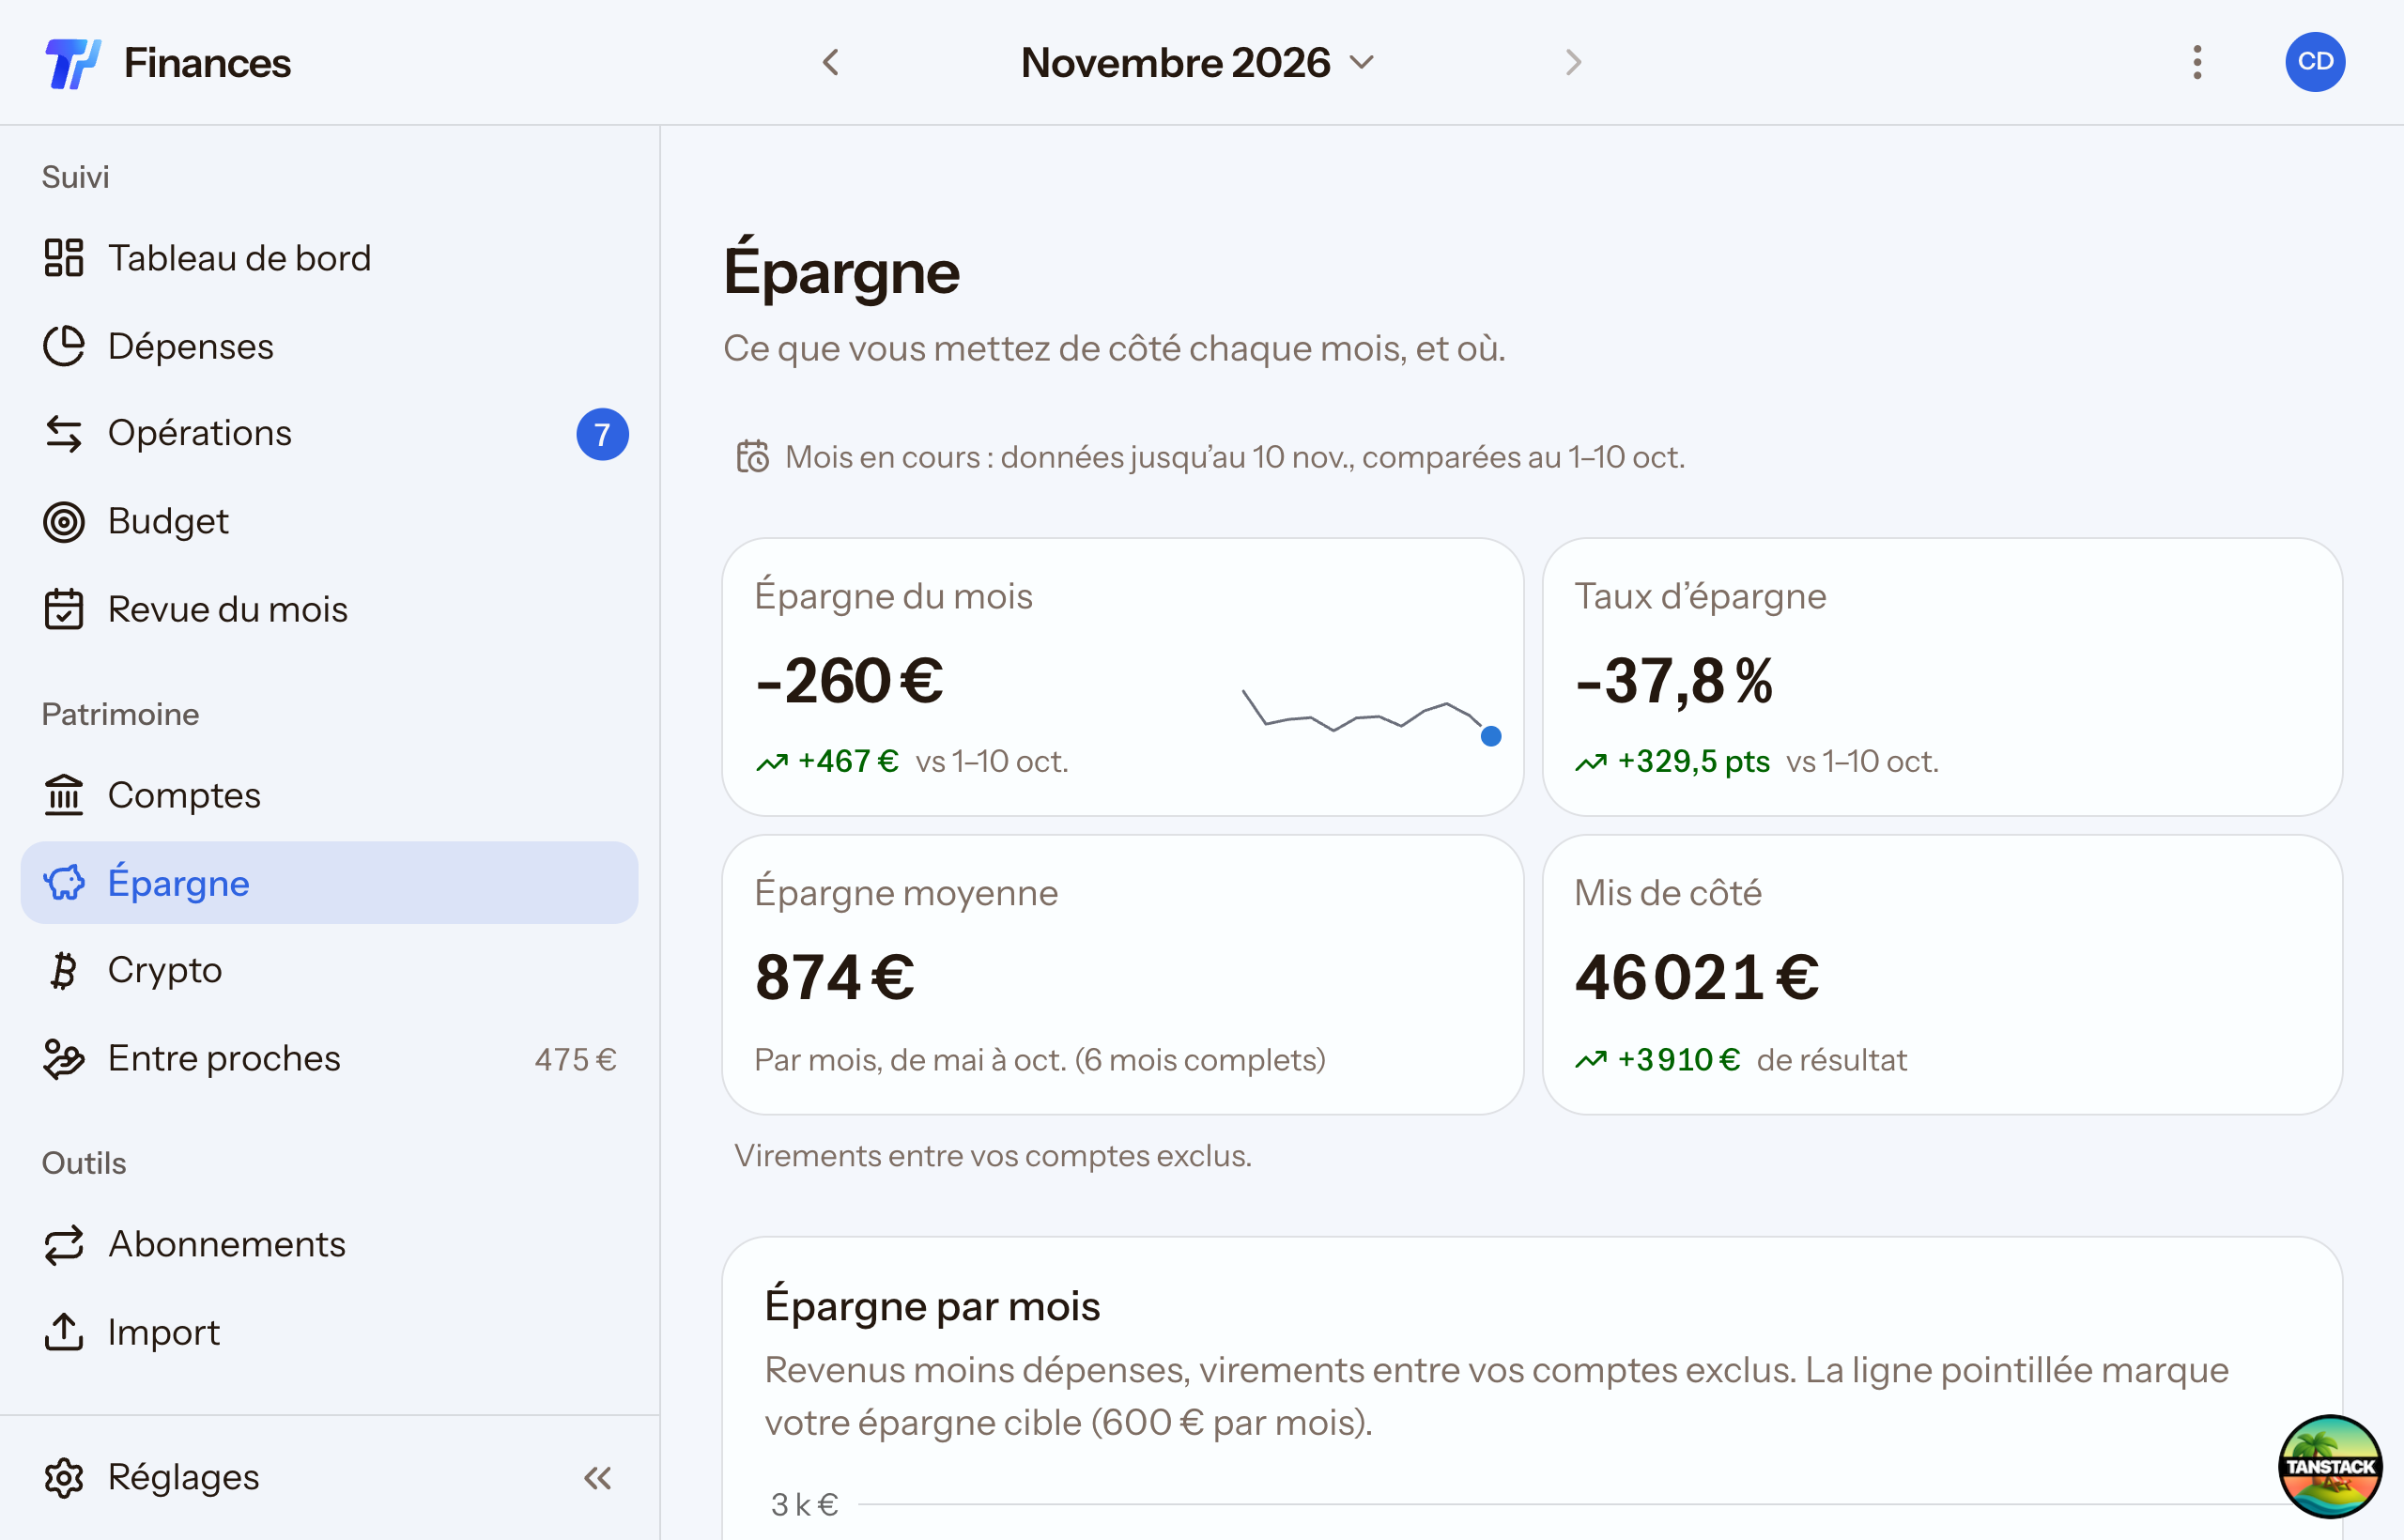 Finances
Novembre 2026
CD
Suivi
Tableau de bord
Dépenses
Opérations
7
Budget
Revue du mois
Patrimoine
Comptes
Épargne
Crypto
Entre proches
475 €
Outils
Abonnements
Import
Réglages
Épargne
Ce que vous mettez de côté chaque mois, et où.
Mois en cours : données jusqu’au 10 nov., comparées au 1–10 oct.
Épargne du mois
-260 €
+467 € vs 1–10 oct.
Taux d’épargne
-37,8 %
+329,5 pts vs 1–10 oct.
Épargne moyenne
874 €
Par mois, de mai à oct. (6 mois complets)
Mis de côté
46 021 €
+3 910 € de résultat
Virements entre vos comptes exclus.
Épargne par mois
Revenus moins dépenses, virements entre vos comptes exclus. La ligne pointillée marque
votre épargne cible (600 € par mois).
3 k €
TANSTACK